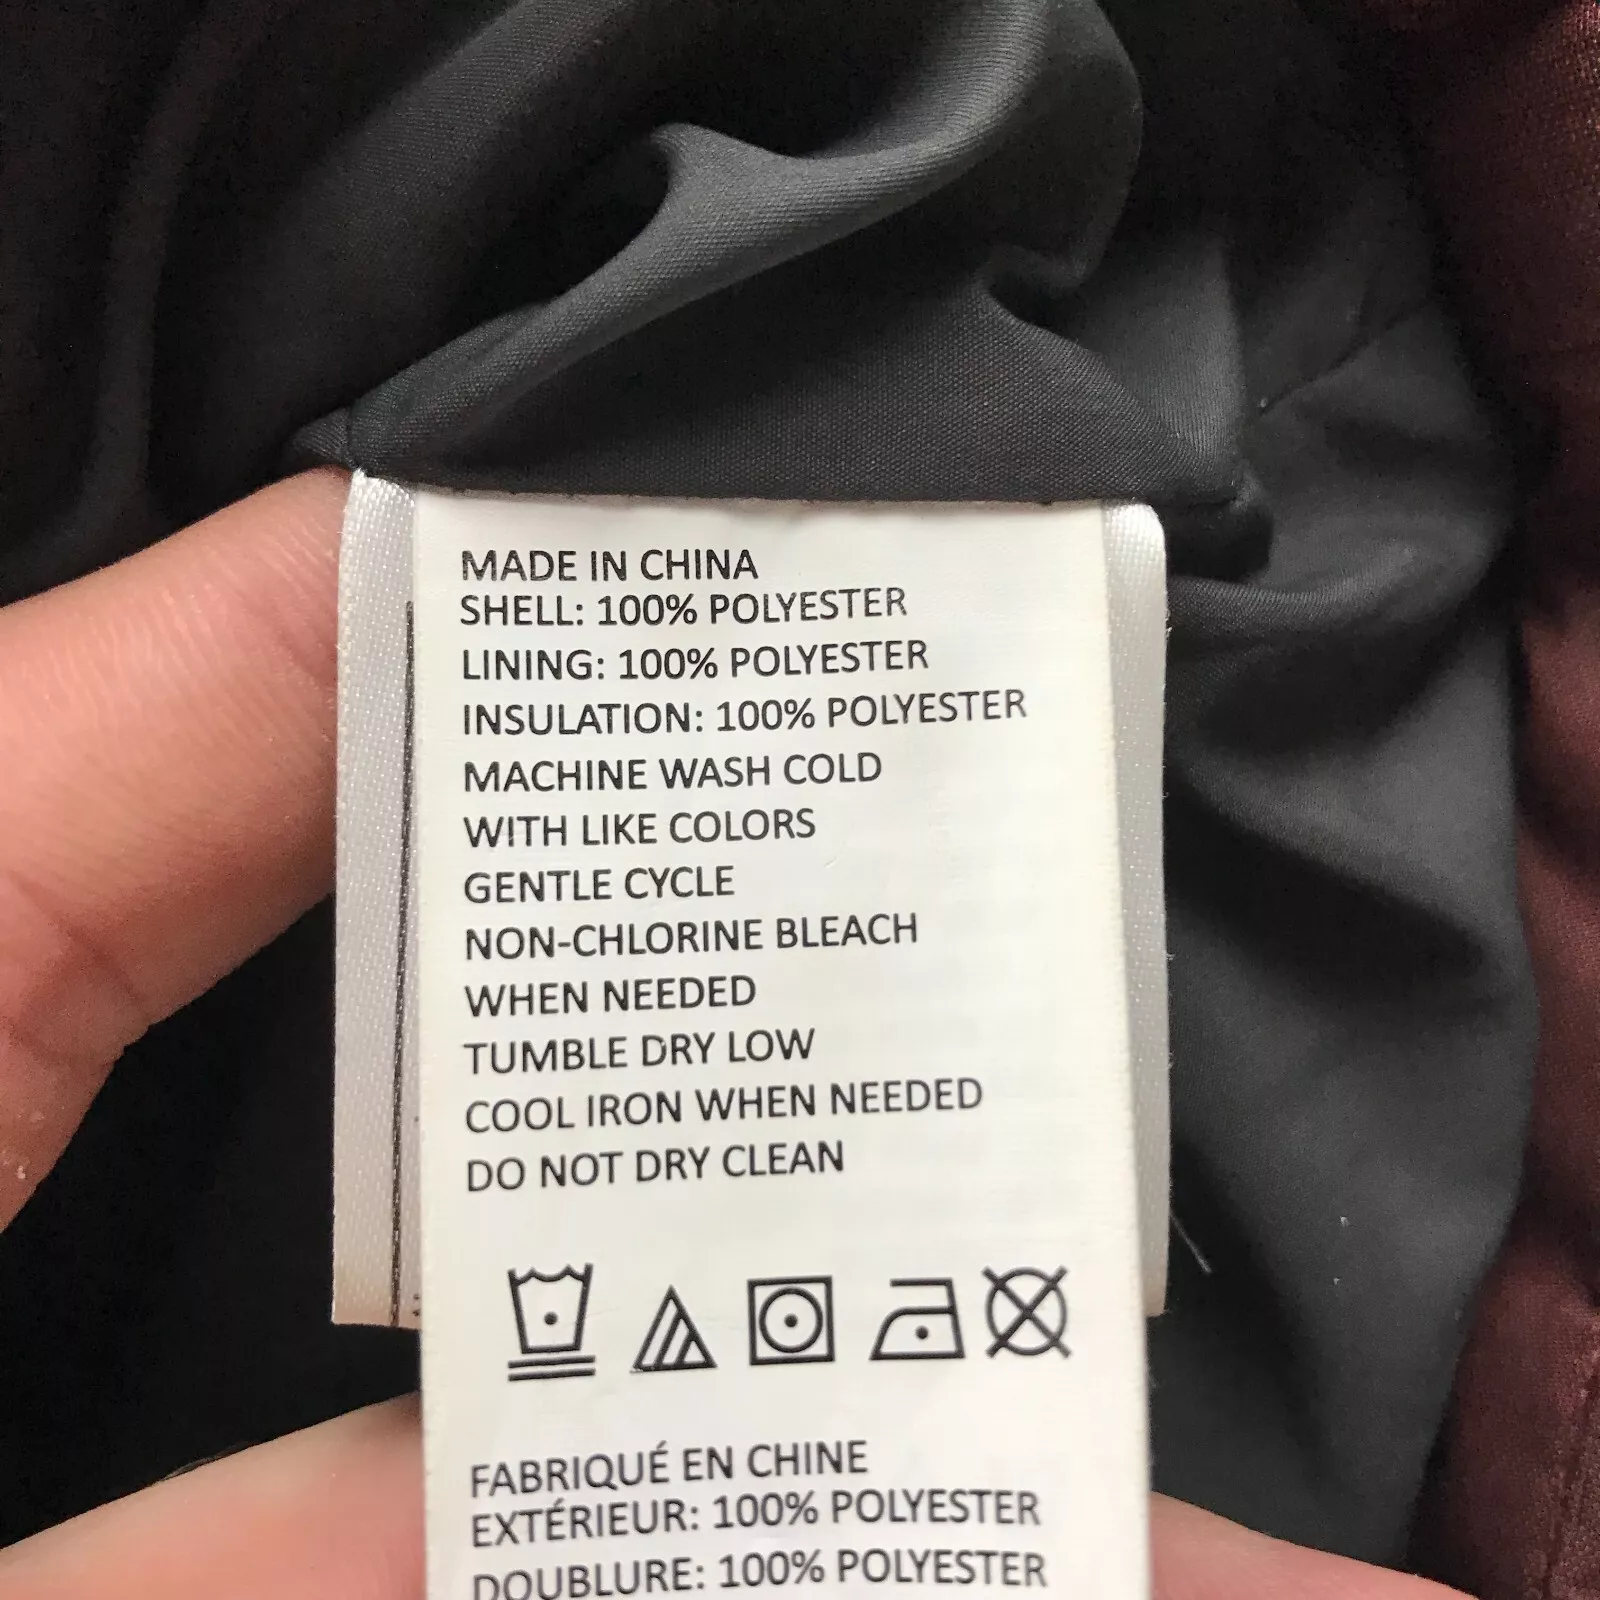 MADE IN CHINA
SHELL: 100% POLYESTER
LINING: 100% POLYESTER
INSULATION: 100% POLYESTER
MACHINE WASH COLD
WITH LIKE COLORS
GENTLE CYCLE
NON-CHLORINE BLEACH
WHEN NEEDED
TUMBLE DRY LOW
COOL IRON WHEN NEEDED
DO NOT DRY CLEAN
FABRIQUÉ EN CHINE
EXTÉRIEUR: 100% POLYESTER
DOUBLURE: 100% POLYESTER